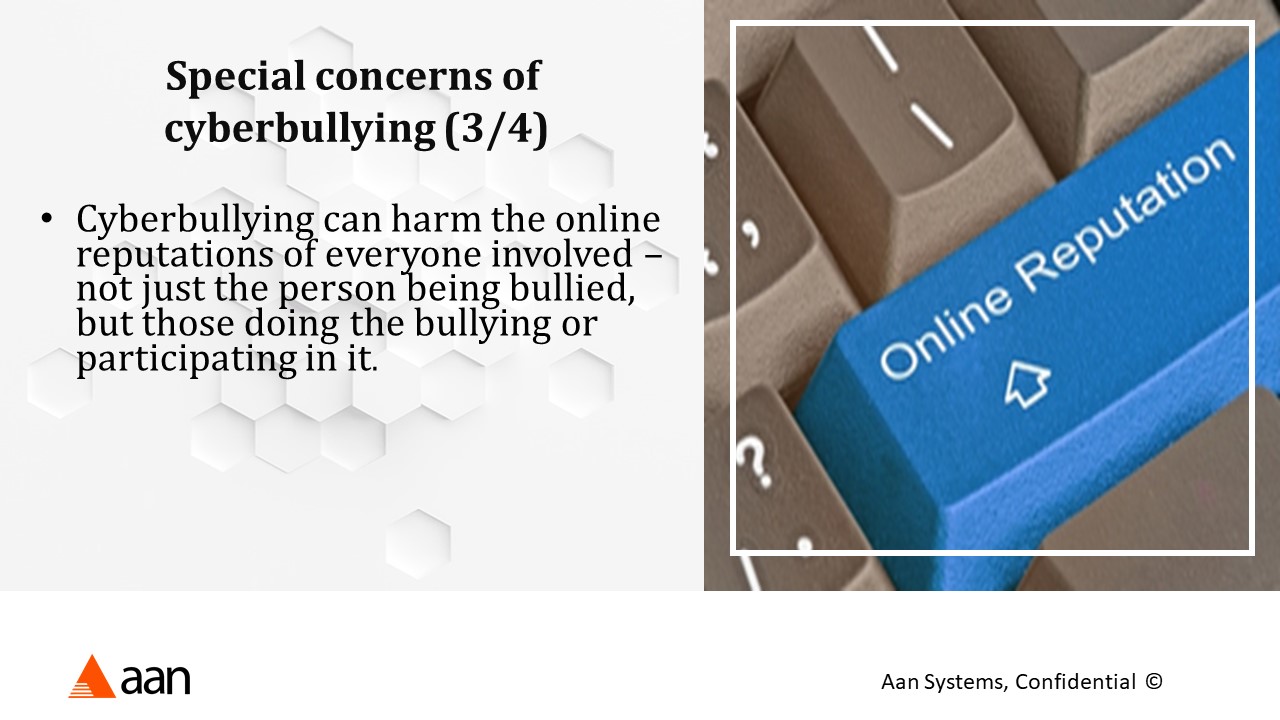 Special concerns of
cyberbullying (3/4)
• Cyberbullying can harm the online
reputations of everyone involved –
not just the person being bullied,
but those doing the bullying or
participating in it.
Online Reputation
,
?
aan
Aan Systems, Confidential ©